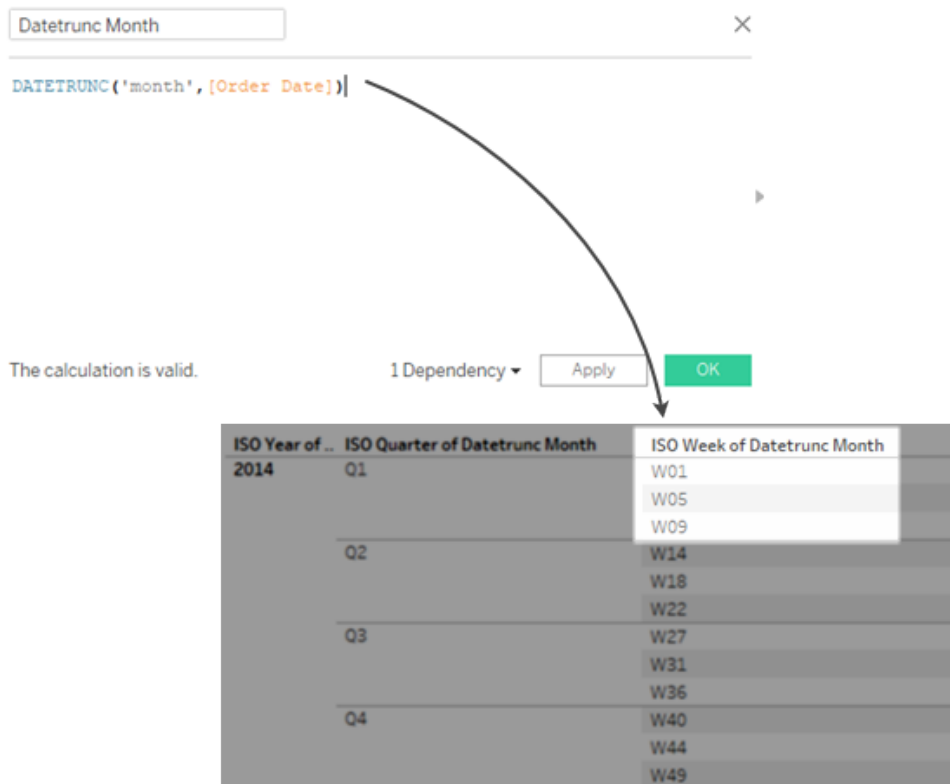 Datetrunc Month
DATETRUNC('month',[Order Date])
The calculation is valid. 1 Dependency Apply OK
ISO Year of .. ISO Quarter of Datetrunc Month ISO Week of Datetrunc Month
2014 Q1 W01
W05
W09
Q2 W14
W18
W22
Q3 W27
W31
W36
Q4 W40
W44
W49